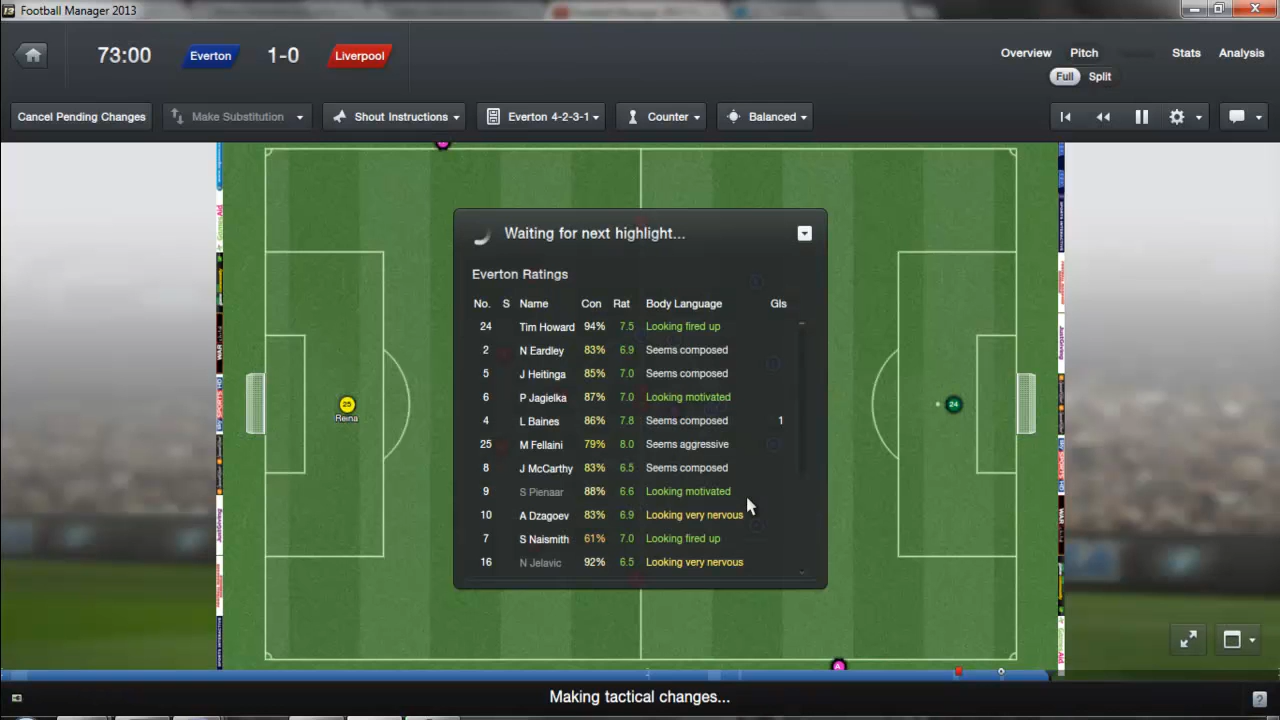 Football Manager 2013
73:00 Everton 1-0 Liverpool
Overview Pitch Stats Analysis
Full Split
Cancel Pending Changes Make Substitution Shout Instructions Everton 4-2-3-1 Counter Balanced
Waiting for next highlight...
Everton Ratings
No. S Name Con Rat Body Language Gls
24 Tim Howard 94% 7.5 Looking fired up
2 N Eardley 83% 6.9 Seems composed
5 J Heitinga 85% 7.0 Seems composed
6 P Jagielka 87% 7.0 Looking motivated
4 L Baines 86% 7.8 Seems composed 1
25 M Fellaini 79% 8.0 Seems aggressive
8 J McCarthy 83% 6.5 Seems composed
9 S Pienaar 88% 6.6 Looking motivated
10 A Dzagoev 83% 6.9 Looking very nervous
7 S Naismith 61% 7.0 Looking fired up
16 N Jelavic 92% 6.5 Looking very nervous
25
Reina
24
A
Making tactical changes...
?